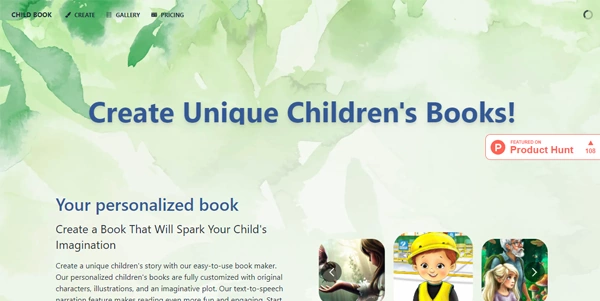 CHILD BOOK CREATE GALLERY PRICING
Create Unique Children's Books!
FEATURED ON
Product Hunt 108
Your personalized book
Create a Book That Will Spark Your Child's
Imagination
Create a unique children's story with our easy-to-use book maker.
Our personalized children's books are fully customized with original
characters, illustrations, and an imaginative plot. Our text-to-speech
narration feature makes reading even more fun and engaging. Start